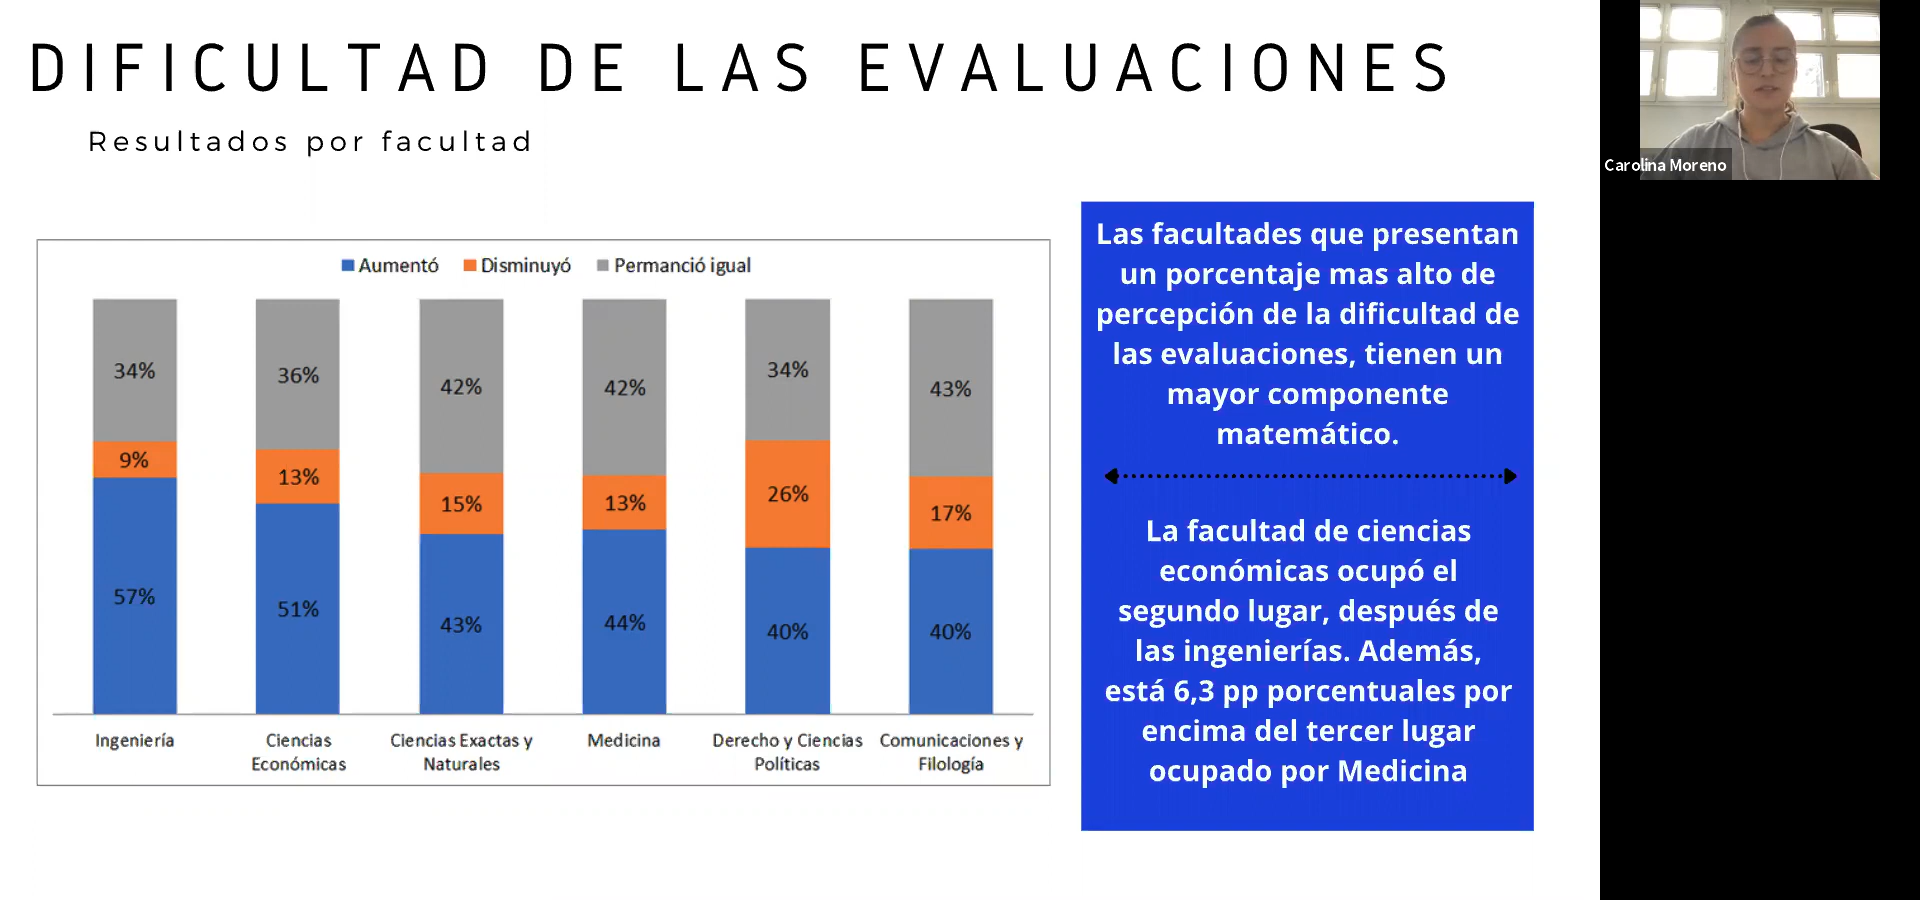 DIFICULTAD DE LAS EVALUACIONES
Resultados por facultad
Carolina Moreno
Aumentó Disminuyó Permanció igual
34% 36% 42% 42% 34% 43%
9% 13% 15% 13% 26% 17%
57% 51% 43% 44% 40% 40%
Ingeniería
Ciencias
Económicas
Ciencias Exactas y
Naturales
Medicina
Derecho y Ciencias
Políticas
Comunicaciones y
Filología
Las facultades que presentan
un porcentaje mas alto de
percepción de la dificultad de
las evaluaciones, tienen un
mayor componente
matemático.
La facultad de ciencias
económicas ocupó el
segundo lugar, después de
las ingenierías. Además,
está 6,3 pp porcentuales por
encima del tercer lugar
ocupado por Medicina